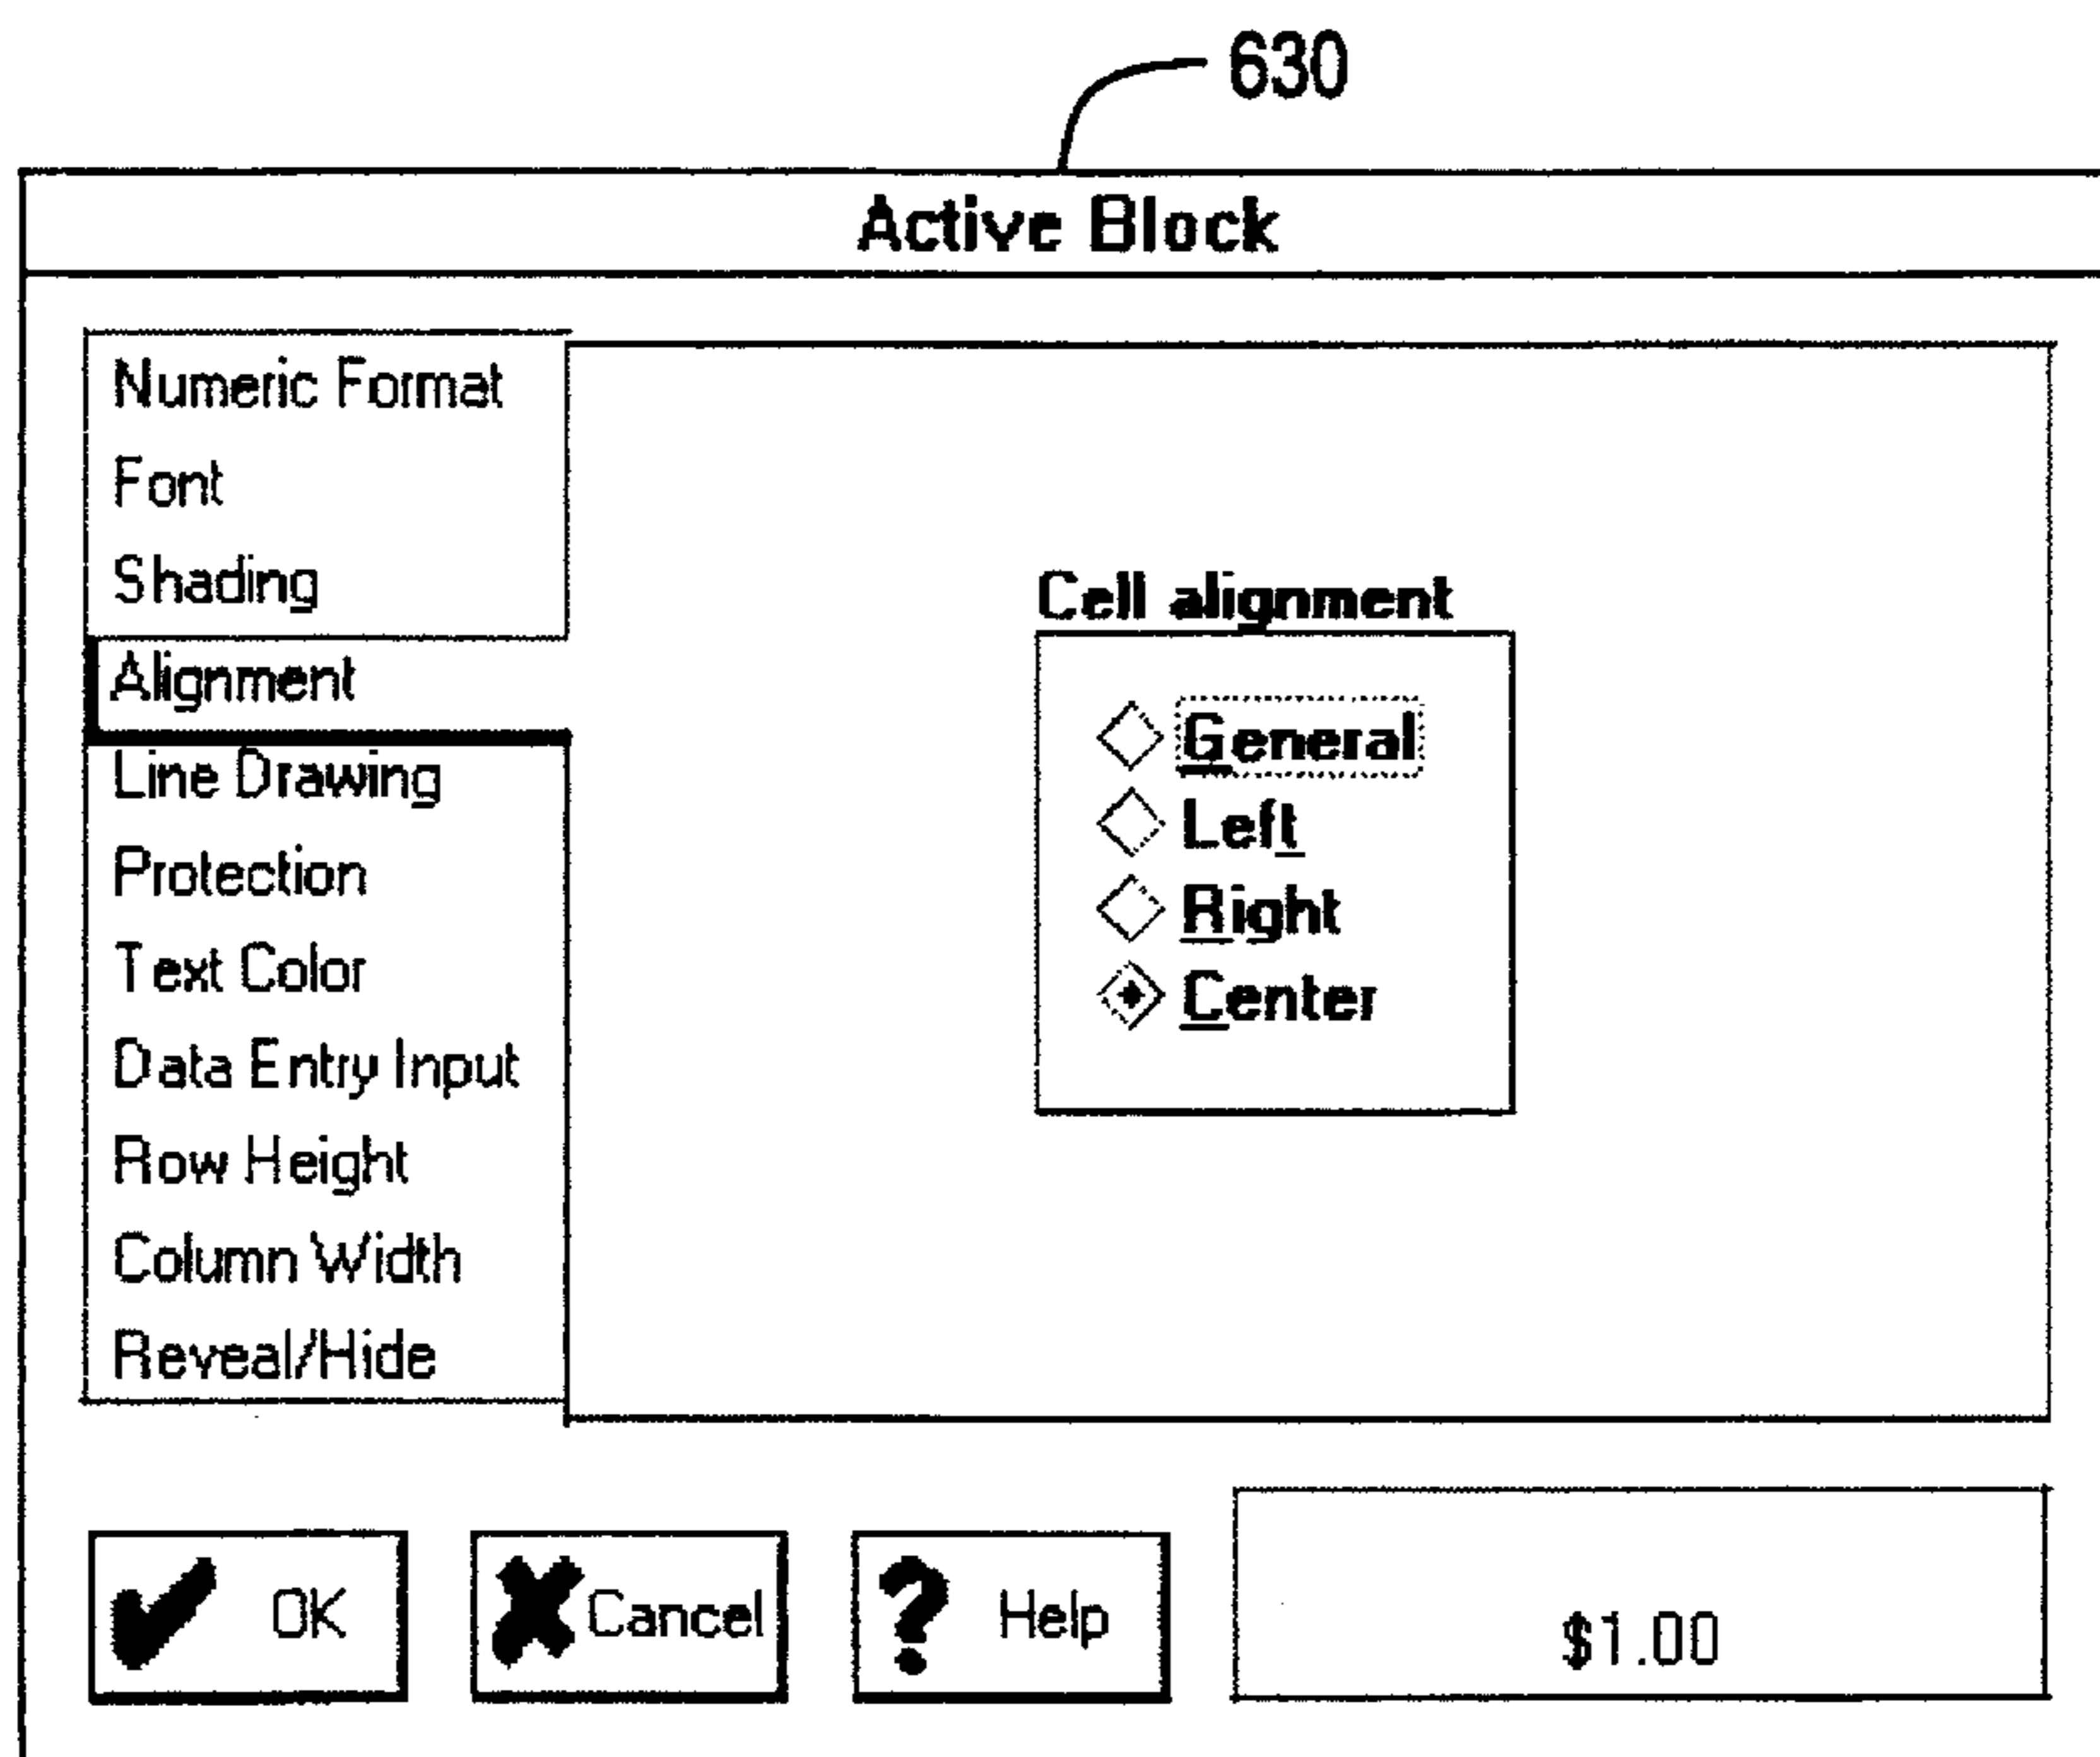 630
Active Block
Numeric Format
Font
Shading
Alignment
Line Drawing
Protection
Text Color
Data Entry Input
Row Height
Column Width
Reveal/Hide
Cell alignment
General
Left
Right
Center
OK
Cancel
Help
$1.00